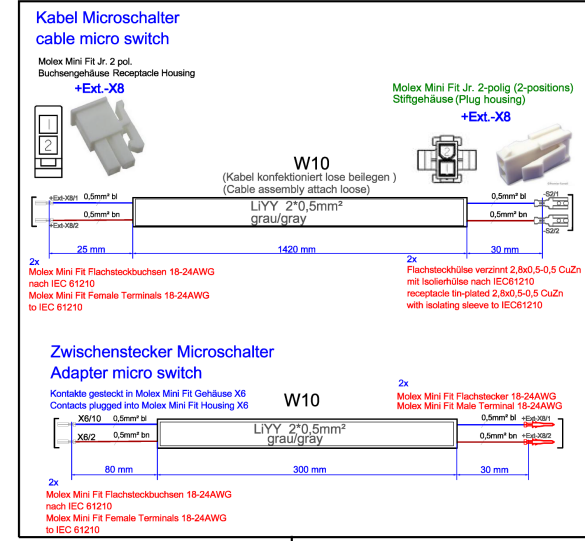 Kabel Microschalter
cable micro switch
Molex Mini Fit Jr. 2 pol.
Buchsengehäuse Receptacle Housing
+Ext.-X8
1
2
Molex Mini Fit Jr. 2-polig (2-positions)
Stiftgehäuse (Plug housing)
+Ext.-X8
2
1
W10
(Kabel konfektioniert lose beilegen )
(Cable assembly attach loose)
+Ext-X8/1 0,5mm² bl
LiYY 2*0,5mm²
grau/gray
0,5mm² bl -S2/1
0,5mm² bn
+Ext-X8/2
0,5mm² bn
-S2/2
25 mm 1420 mm 30 mm
2x
Molex Mini Fit Flachsteckbuchsen 18-24AWG
nach IEC 61210
Molex Mini Fit Female Terminals 18-24AWG
to IEC 61210
2x
Flachsteckhülse verzinnt 2,8x0,5-0,5 CuZn
mit Isolierhülse nach IEC61210
receptacle tin-plated 2,8x0,5-0,5 CuZn
with isolating sleeve to IEC61210
Zwischenstecker Microschalter
Adapter micro switch
Kontakte gesteckt in Molex Mini Fit Gehäuse X6
Contacts plugged into Molex Mini Fit Housing X6
W10
2x
Molex Mini Fit Flachstecker 18-24AWG
Molex Mini Fit Male Terminal 18-24AWG
X6/10 0,5mm² bl
LiYY 2*0,5mm²
grau/gray
0,5mm² bl +Ext-X8/1
X6/2 0,5mm² bn
0,5mm² bn +Ext-X8/2
80 mm 300 mm 30 mm
2x
Molex Mini Fit Flachsteckbuchsen 18-24AWG
nach IEC 61210
Molex Mini Fit Female Terminals 18-24AWG
to IEC 61210